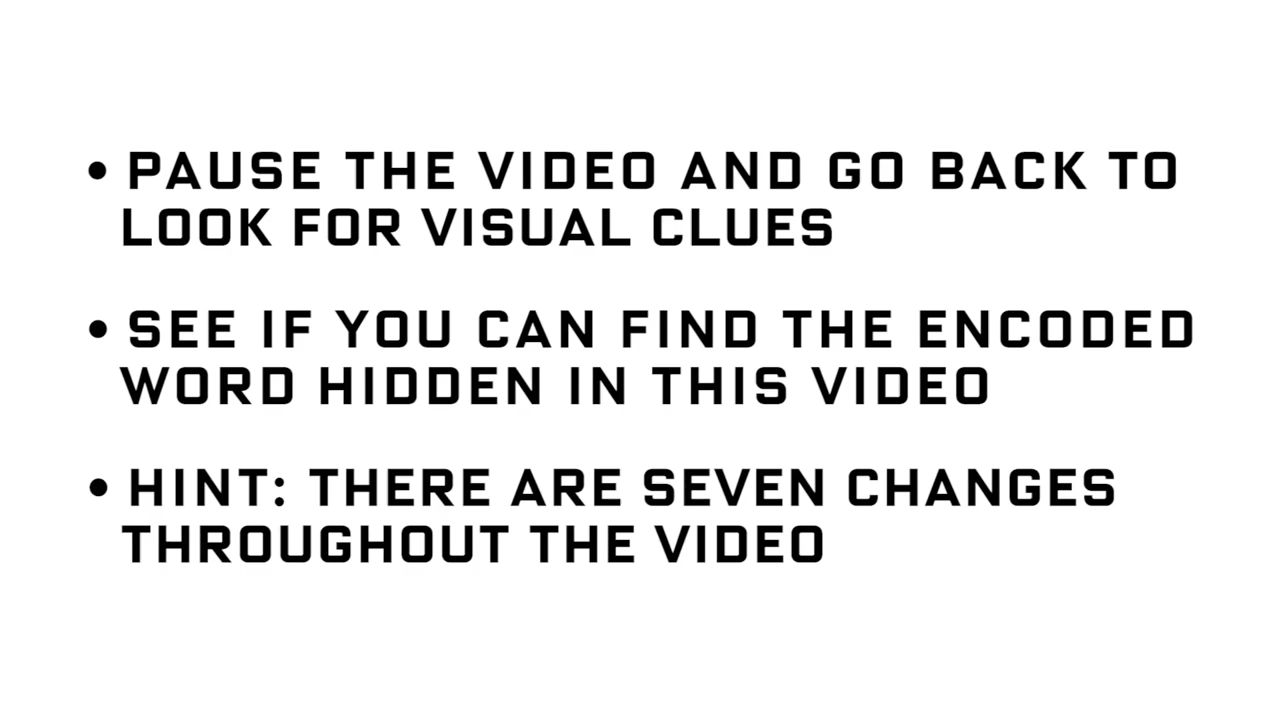 • PAUSE THE VIDEO AND GO BACK TO
LOOK FOR VISUAL CLUES
• SEE IF YOU CAN FIND THE ENCODED
WORD HIDDEN IN THIS VIDEO
• HINT: THERE ARE SEVEN CHANGES
THROUGHOUT THE VIDEO